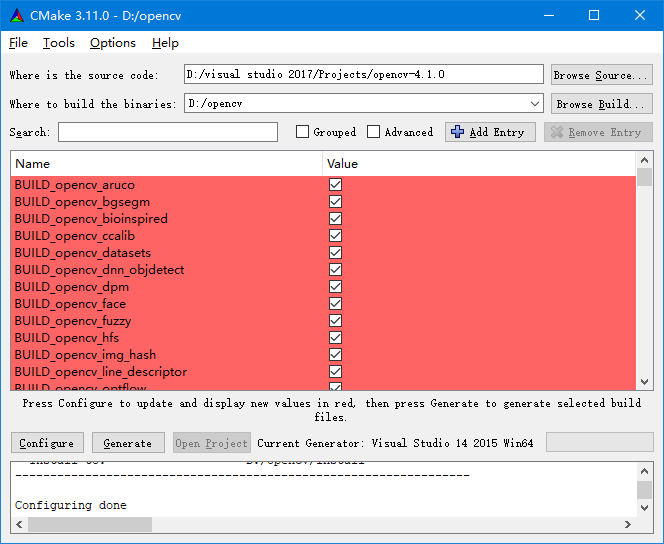 CMake 3.11.0 - D:/opencv
File Tools Options Help
Where is the source code: D:/visual studio 2017/Projects/opencv-4.1.0 Browse Source...
Where to build the binaries: D:/opencv Browse Build...
Search: Grouped Advanced Add Entry Remove Entry
Name Value
BUILD_opencv_aruco
BUILD_opencv_bgsegm
BUILD_opencv_bioinspired
BUILD_opencv_ccalib
BUILD_opencv_datasets
BUILD_opencv_dnn_objdetect
BUILD_opencv_dpm
BUILD_opencv_face
BUILD_opencv_fuzzy
BUILD_opencv_hfs
BUILD_opencv_img_hash
BUILD_opencv_line_descriptor
BUILD_opencv_optflow
Press Configure to update and display new values in red, then press Generate to generate selected build
files.
Configure Generate Open Project Current Generator: Visual Studio 14 2015 Win64
Install to: D:/opencv/install
-----------------------------------------------------------------
Configuring done